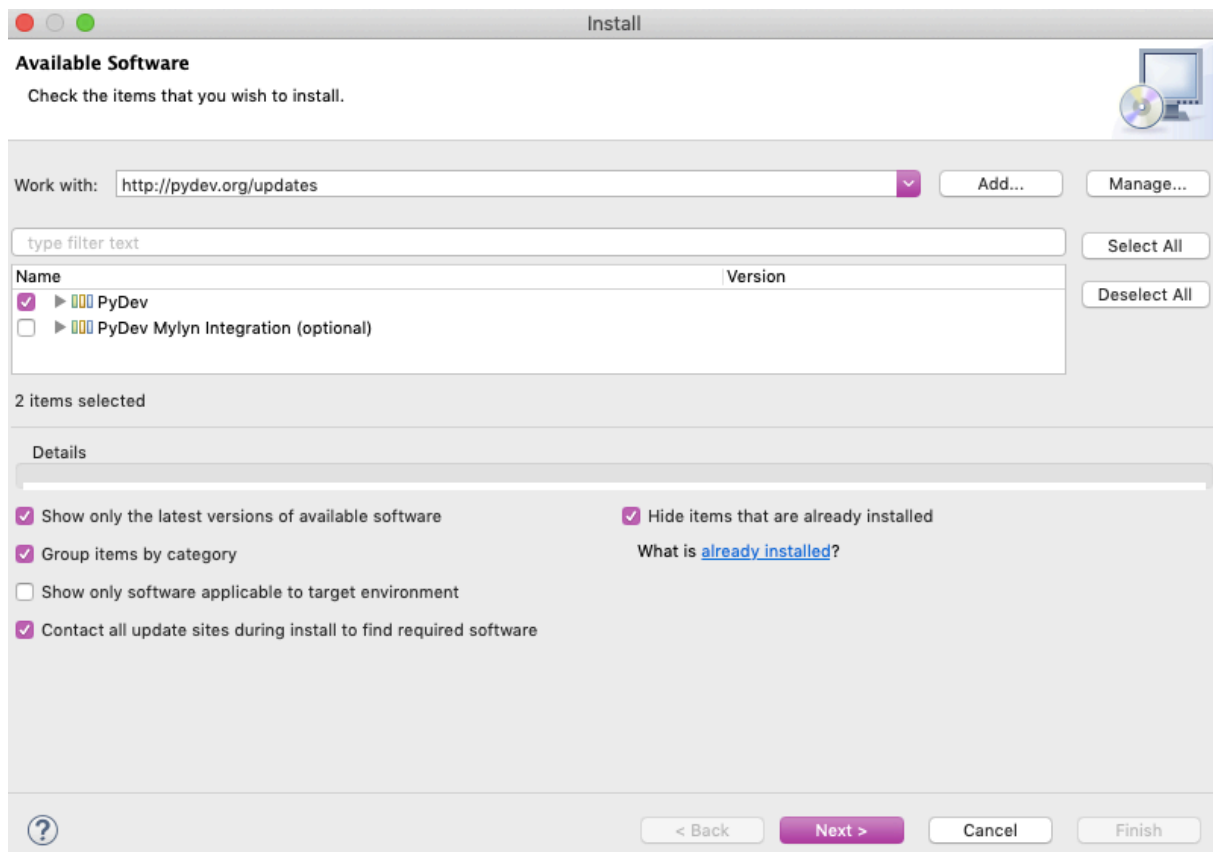 Install
Available Software
Check the items that you wish to install.
Work with: http://pydev.org/updates Add... Manage...
type filter text Select All
Name Version
PyDev Deselect All
PyDev Mylyn Integration (optional)
2 items selected
Details
Show only the latest versions of available software Hide items that are already installed
Group items by category What is already installed?
Show only software applicable to target environment
Contact all update sites during install to find required software
? < Back Next > Cancel Finish